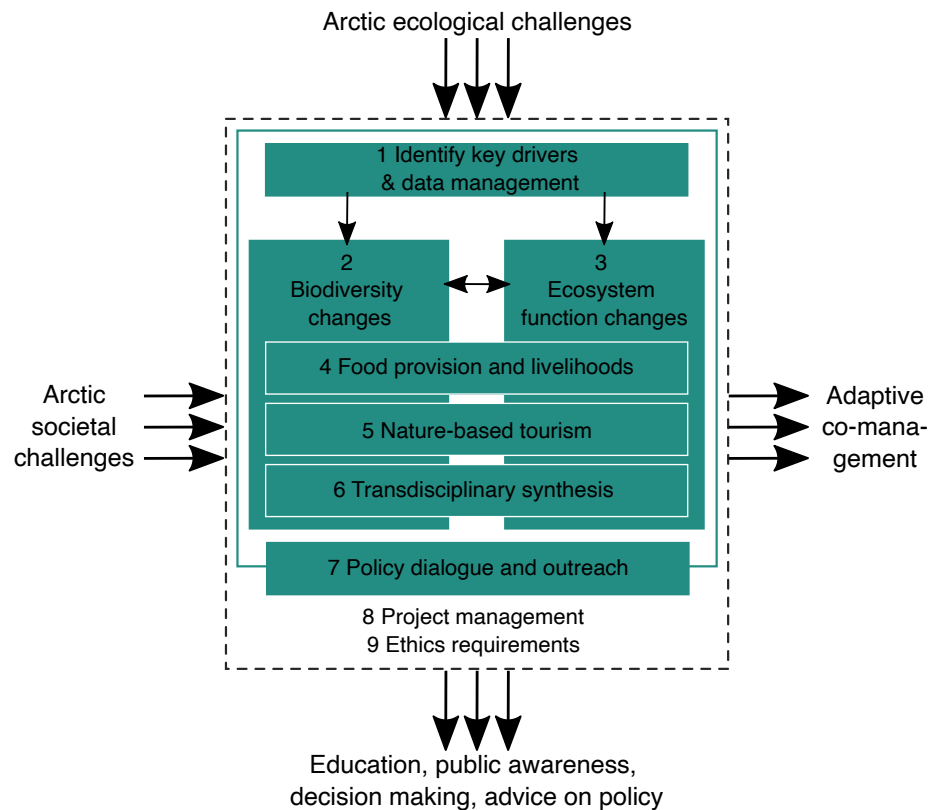 Arctic ecological challenges
1 Identify key drivers
& data management
2
Biodiversity
changes
3
Ecosystem
function changes
4 Food provision and livelihoods
Arctic
societal
challenges
5 Nature-based tourism
Adaptive
co-mana-
gement
6 Transdisciplinary synthesis
7 Policy dialogue and outreach
8 Project management
9 Ethics requirements
Education, public awareness,
decision making, advice on policy